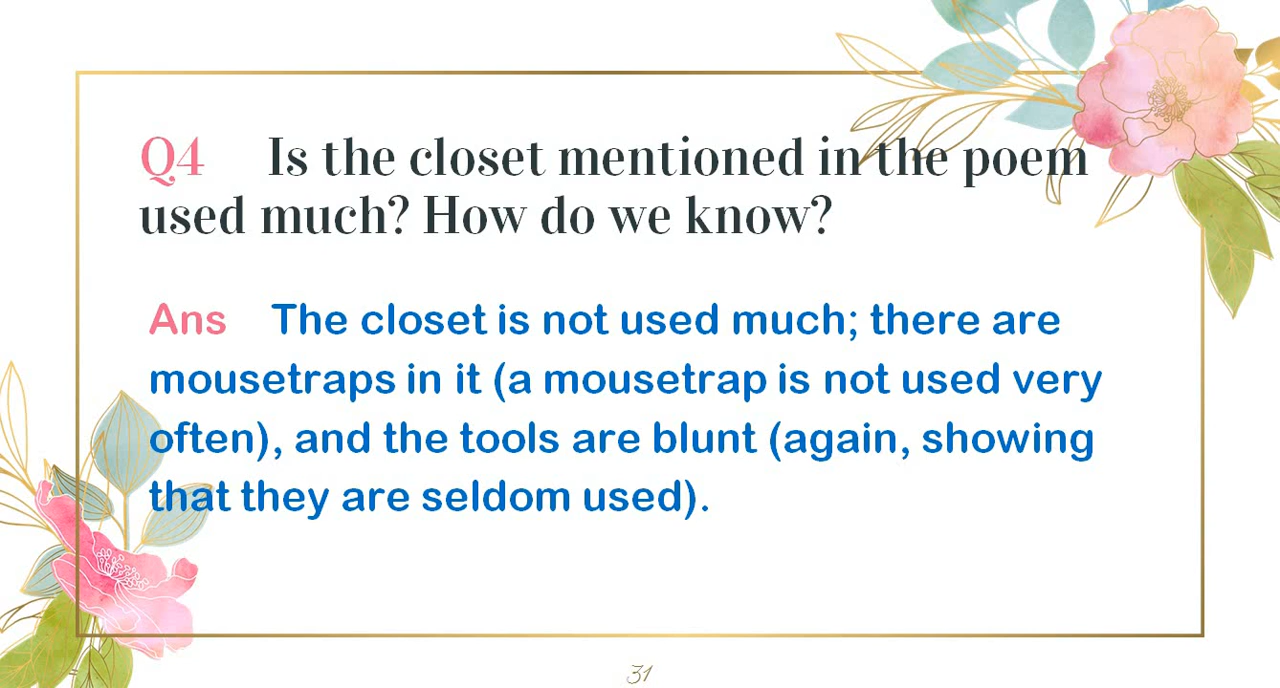 Q4 Is the closet mentioned in the poem
used much? How do we know?
Ans The closet is not used much; there are
mousetraps in it (a mousetrap is not used very
often), and the tools are blunt (again, showing
that they are seldom used).
31